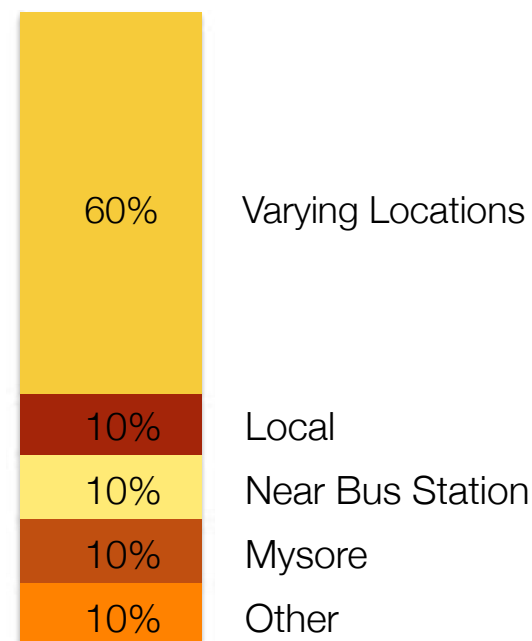 60% Varying Locations
10% Local
10% Near Bus Station
10% Mysore
10% Other